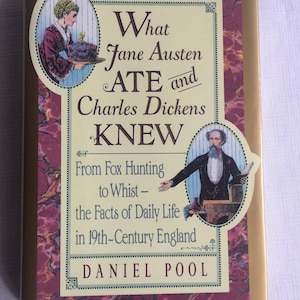 What
Jane Austen
ATE and
Charles Dickens
KNEW
From Fox Hunting
to Whist—
the Facts of Daily Life
in 19th-Century England
DANIEL POOL